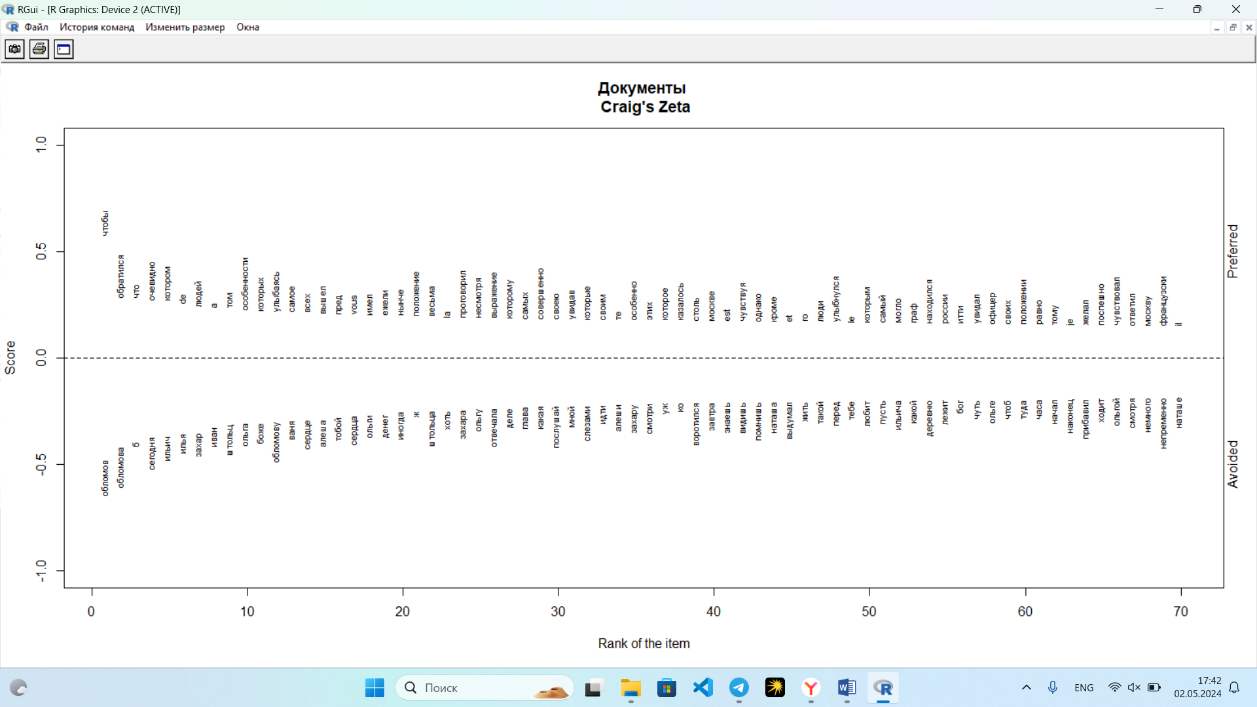 RGui - [R Graphics: Device 2 (ACTIVE)]
Файл История команд Изменить размер Окна
Документы
Craig's Zeta
1.0
0.5
0.0
-0.5
-1.0
Score
Preferred
Avoided
чтобы
обратился
что
очевидно
котором
de
людей
а
том
особенности
которых
улыбаясь
самое
всех
вышел
пред
vous
имел
ежели
нынче
положение
весьма
la
проговорил
несмотря
выражение
которому
самых
совершенно
своею
увидав
которые
своим
те
особенно
этих
которое
казалось
столь
москве
est
чувствуя
однако
кроме
et
го
люди
улыбнулся
le
которым
самый
могло
граф
находился
россии
итти
увидал
офицер
своих
положении
равно
тому
je
желал
поспешно
чувствовал
ответил
москву
французски
il
обломов
обломова
б
сегодня
ильич
илья
захар
иван
штольц
ольга
боже
обломову
ваня
сердце
алеша
тобой
сердца
ольги
денег
иногда
ж
штольца
хоть
захара
ольгу
отвечала
деле
глава
какая
послушай
мной
слезами
идти
алеши
захару
смотри
уж
ко
воротился
завтра
знаешь
видишь
помнишь
наташа
выдумал
жить
такой
перед
тебе
любит
пусть
ильича
какой
деревню
лежит
бог
чуть
ольге
чтоб
туда
часа
начал
наконец
прибавил
ходит
ольгой
смотря
немного
непременно
наташе
0 10 20 30 40 50 60 70
Rank of the item
Поиск
ENG
17:42
02.05.2024